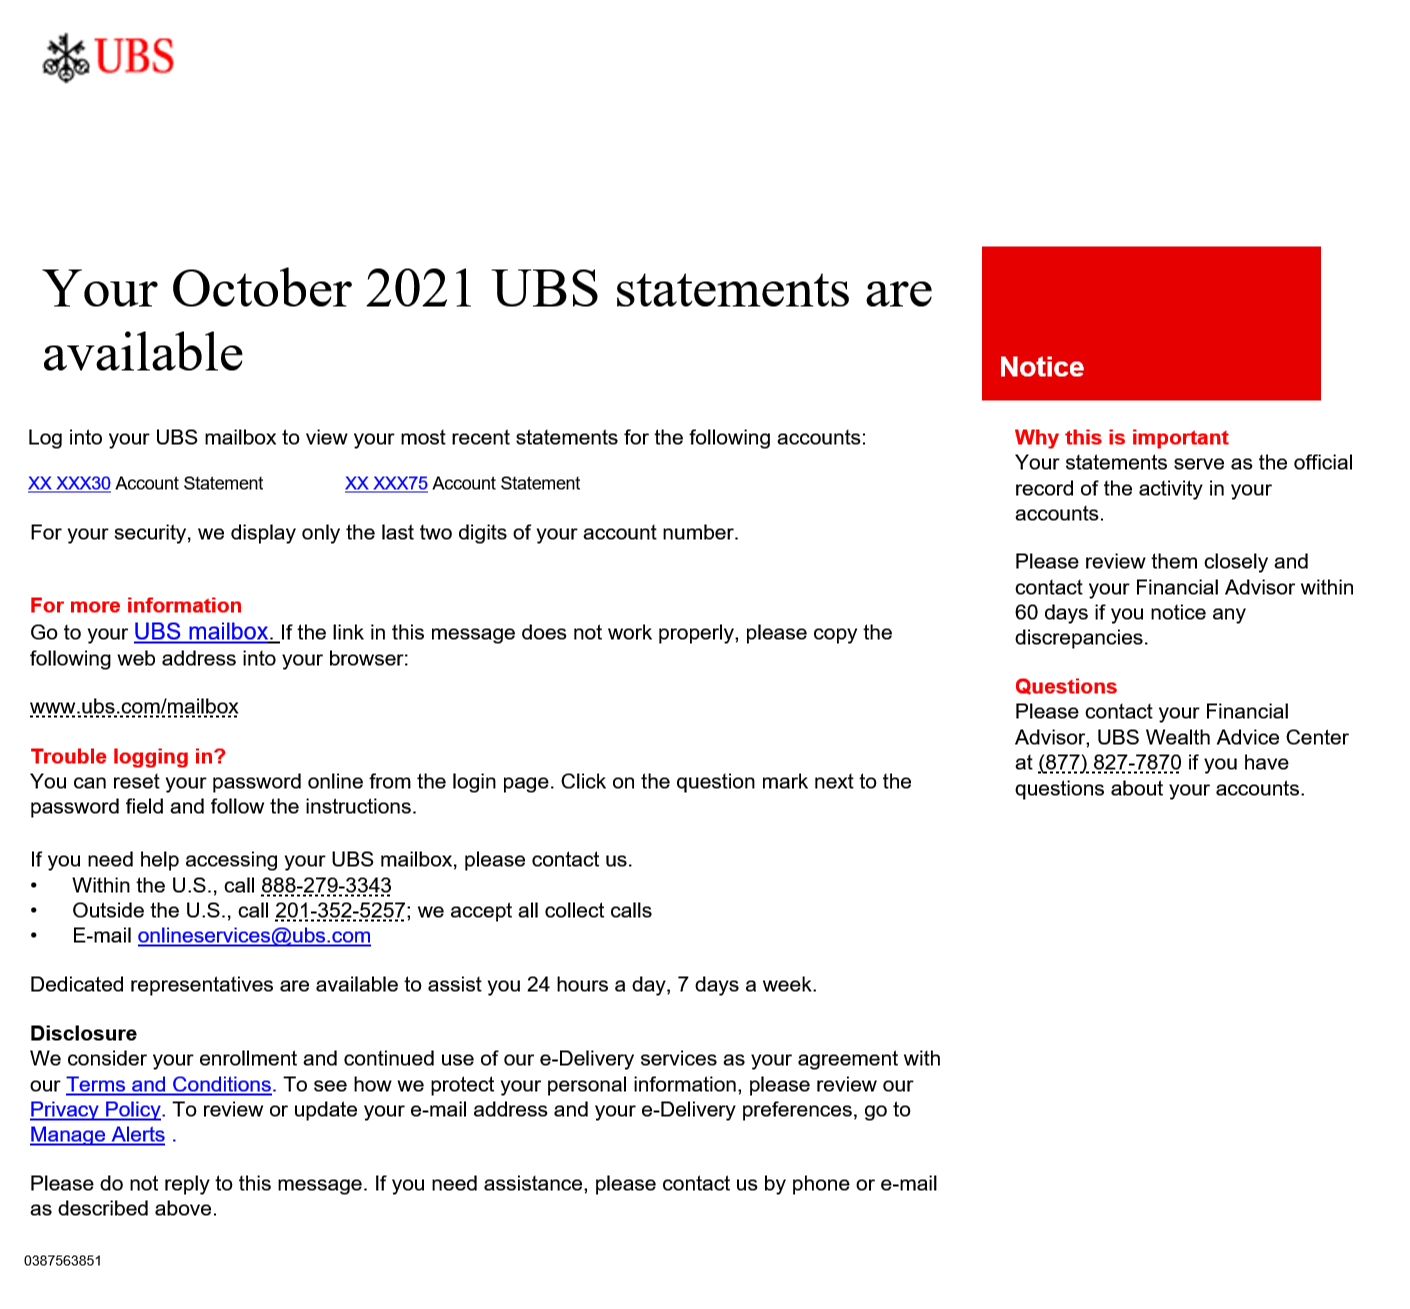 UBS
Your October 2021 UBS statements are
available
Log into your UBS mailbox to view your most recent statements for the following accounts:
XX XXX30 Account Statement XX XXX75 Account Statement
For your security, we display only the last two digits of your account number.
For more information
Go to your UBS mailbox. If the link in this message does not work properly, please copy the
following web address into your browser:
www.ubs.com/mailbox
Trouble logging in?
You can reset your password online from the login page. Click on the question mark next to the
password field and follow the instructions.
If you need help accessing your UBS mailbox, please contact us.
• Within the U.S., call 888-279-3343
• Outside the U.S., call 201-352-5257; we accept all collect calls
• E-mail onlineservices@ubs.com
Dedicated representatives are available to assist you 24 hours a day, 7 days a week.
Disclosure
We consider your enrollment and continued use of our e-Delivery services as your agreement with
our Terms and Conditions. To see how we protect your personal information, please review our
Privacy Policy. To review or update your e-mail address and your e-Delivery preferences, go to
Manage Alerts .
Please do not reply to this message. If you need assistance, please contact us by phone or e-mail
as described above.
0387563851
Notice
Why this is important
Your statements serve as the official
record of the activity in your
accounts.
Please review them closely and
contact your Financial Advisor within
60 days if you notice any
discrepancies.
Questions
Please contact your Financial
Advisor, UBS Wealth Advice Center
at (877) 827-7870 if you have
questions about your accounts.